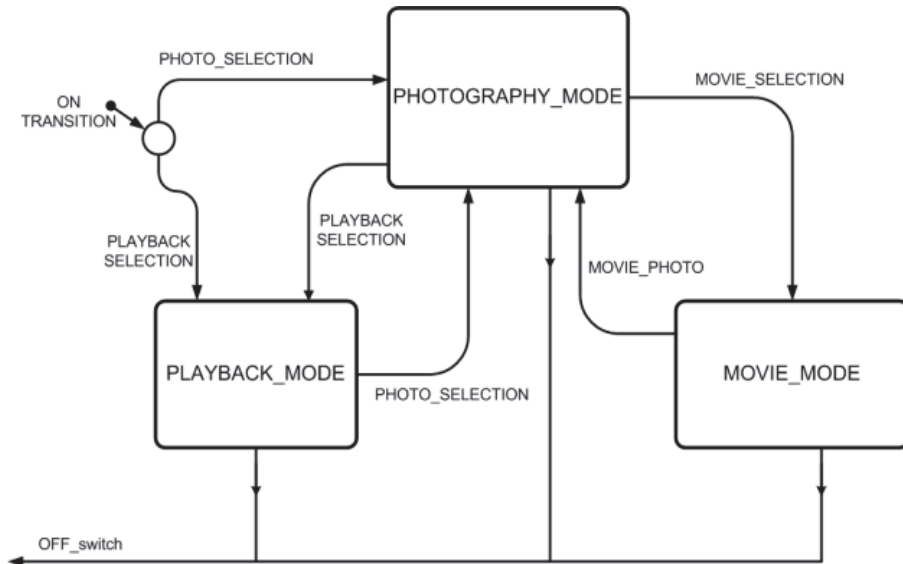 PHOTO_SELECTION
PHOTOGRAPHY_MODE
MOVIE_SELECTION
ON
TRANSITION
PLAYBACK
SELECTION
PLAYBACK
SELECTION
MOVIE_PHOTO
PLAYBACK_MODE
PHOTO_SELECTION
MOVIE_MODE
OFF_switch